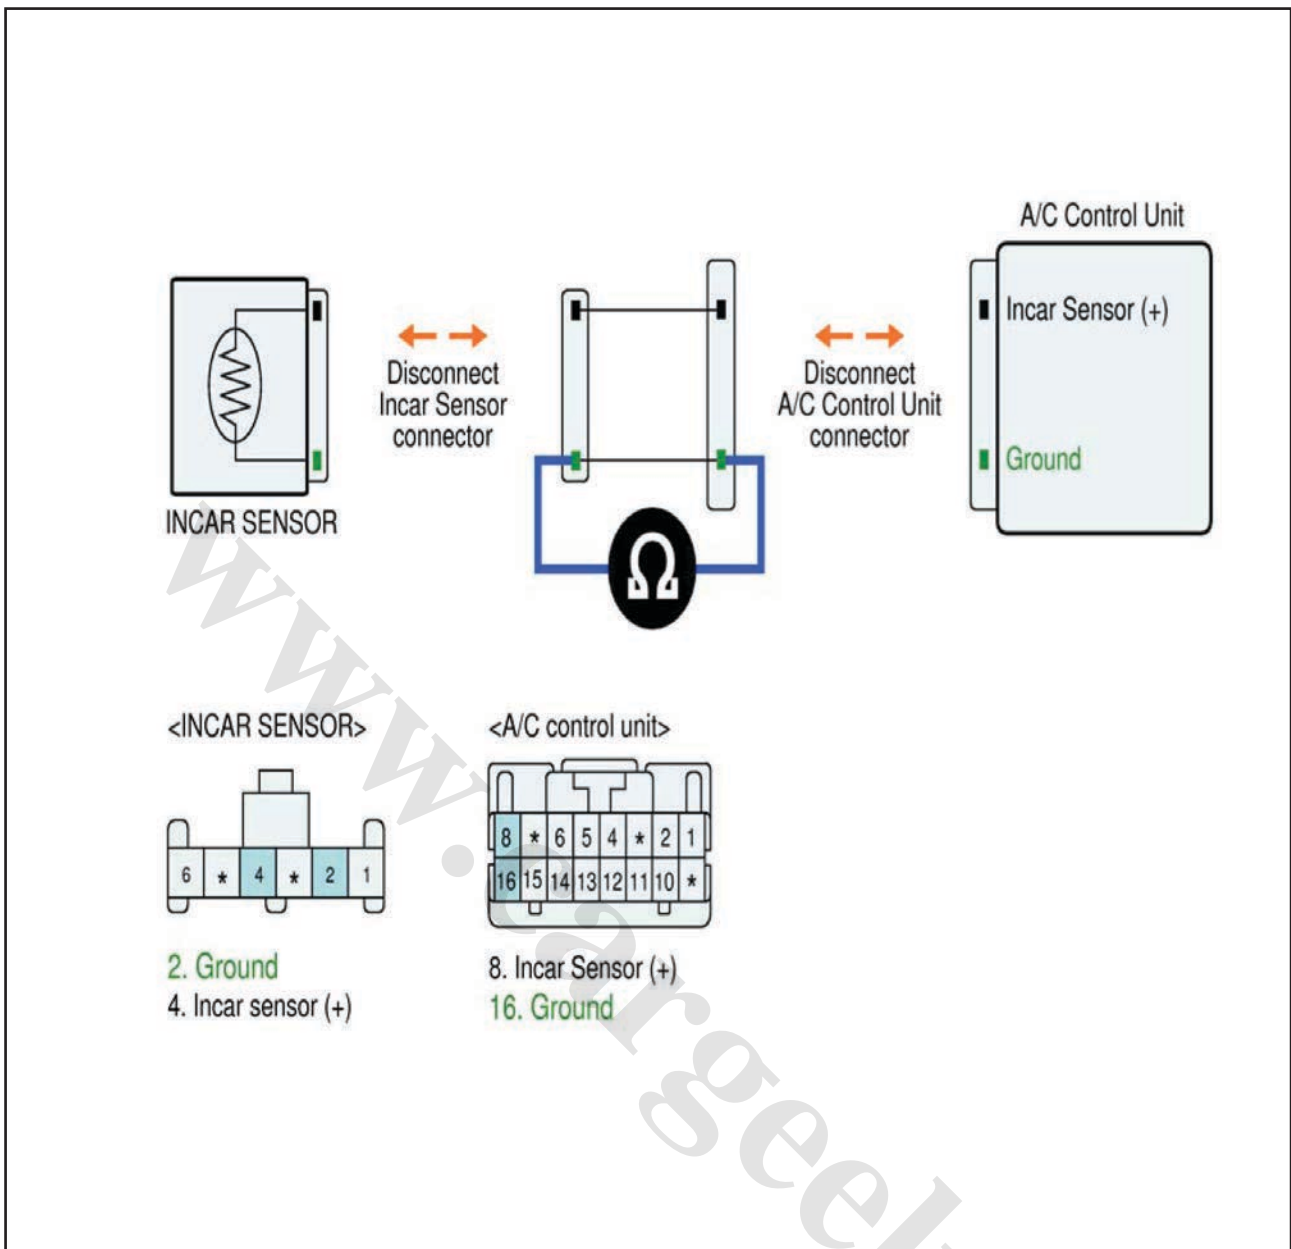 A/C Control Unit
Incar Sensor (+)
Disconnect
Incar Sensor
connector
Disconnect
A/C Control Unit
connector
Ground
INCAR SENSOR
Ω
<INCAR SENSOR>
<A/C control unit>
8 * 6 5 4 * 2 1
6 * 4 * 2 1
16 15 14 13 12 11 10 *
2. Ground
4. Incar sensor (+)
8. Incar Sensor (+)
16. Ground